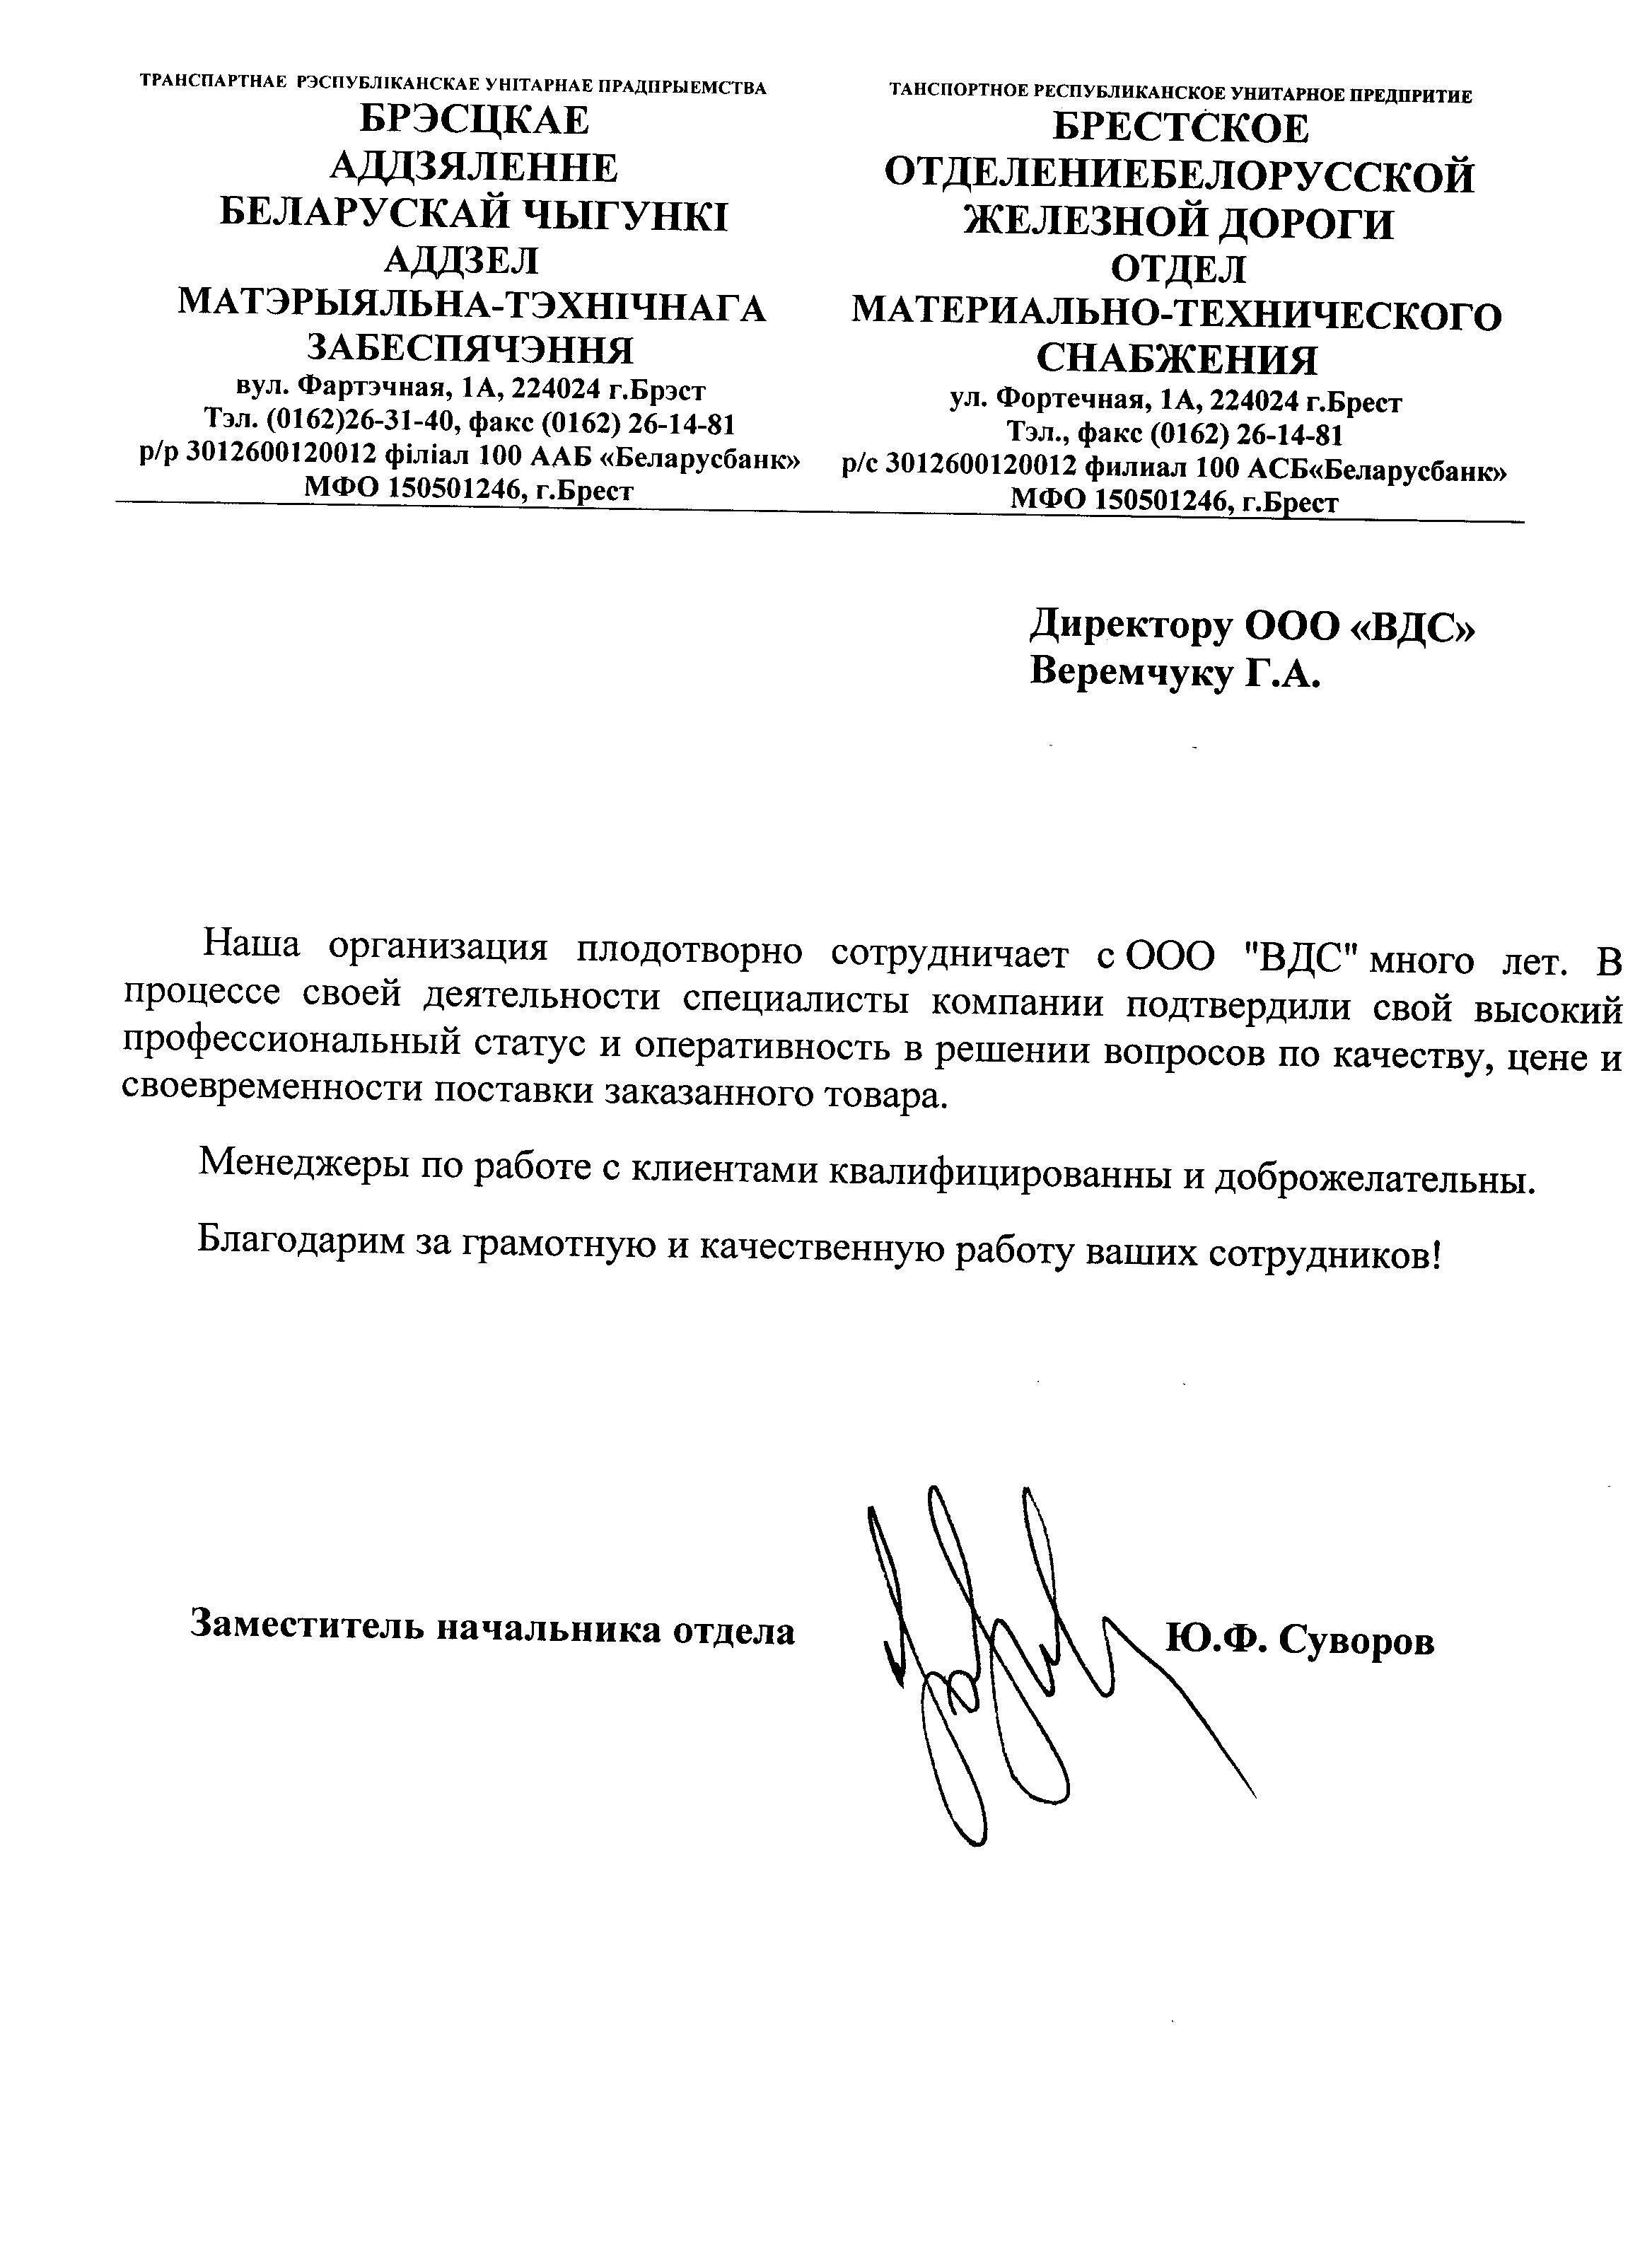 ТРАНСПАРТНАЕ РЭСПУБЛІКАНСКАЕ УНІТАРНАЕ ПРАДПРЫЕМСТВА
БРЭСЦКАЕ
АДДЗЯЛЕННЕ
БЕЛАРУСКАЙ ЧЫГУНКІ
АДДЗЕЛ
МАТЭРЫЯЛЬНА-ТЭХНІЧНАГА
ЗАБЕСПЯЧЭННЯ
вул. Фартэчная, 1А, 224024 г.Брэст
Тэл. (0162)26-31-40, факс (0162) 26-14-81
р/р 3012600120012 філіал 100 ААБ «Беларусбанк»
МФО 150501246, г.Брест
ТАНСПОРТНОЕ РЕСПУБЛИКАНСКОЕ УНИТАРНОЕ ПРЕДПРИТИЕ
БРЕСТСКОЕ
ОТДЕЛЕНИЕБЕЛОРУССКОЙ
ЖЕЛЕЗНОЙ ДОРОГИ
ОТДЕЛ
МАТЕРИАЛЬНО-ТЕХНИЧЕСКОГО
СНАБЖЕНИЯ
ул. Фортечная, 1А, 224024 г.Брест
Тэл., факс (0162) 26-14-81
р/с 3012600120012 филиал 100 АСБ«Беларусбанк»
МФО 150501246, г.Брест
Директору ООО «ВДС»
Веремчуку Г.А.
Наша организация плодотворно сотрудничает с ООО "ВДС" много лет. В
процессе своей деятельности специалисты компании подтвердили свой высокий
профессиональный статус и оперативность в решении вопросов по качеству, цене и
своевременности поставки заказанного товара.
Менеджеры по работе с клиентами квалифицированны и доброжелательны.
Благодарим за грамотную и качественную работу ваших сотрудников!
Заместитель начальника отдела Ю.Ф. Суворов